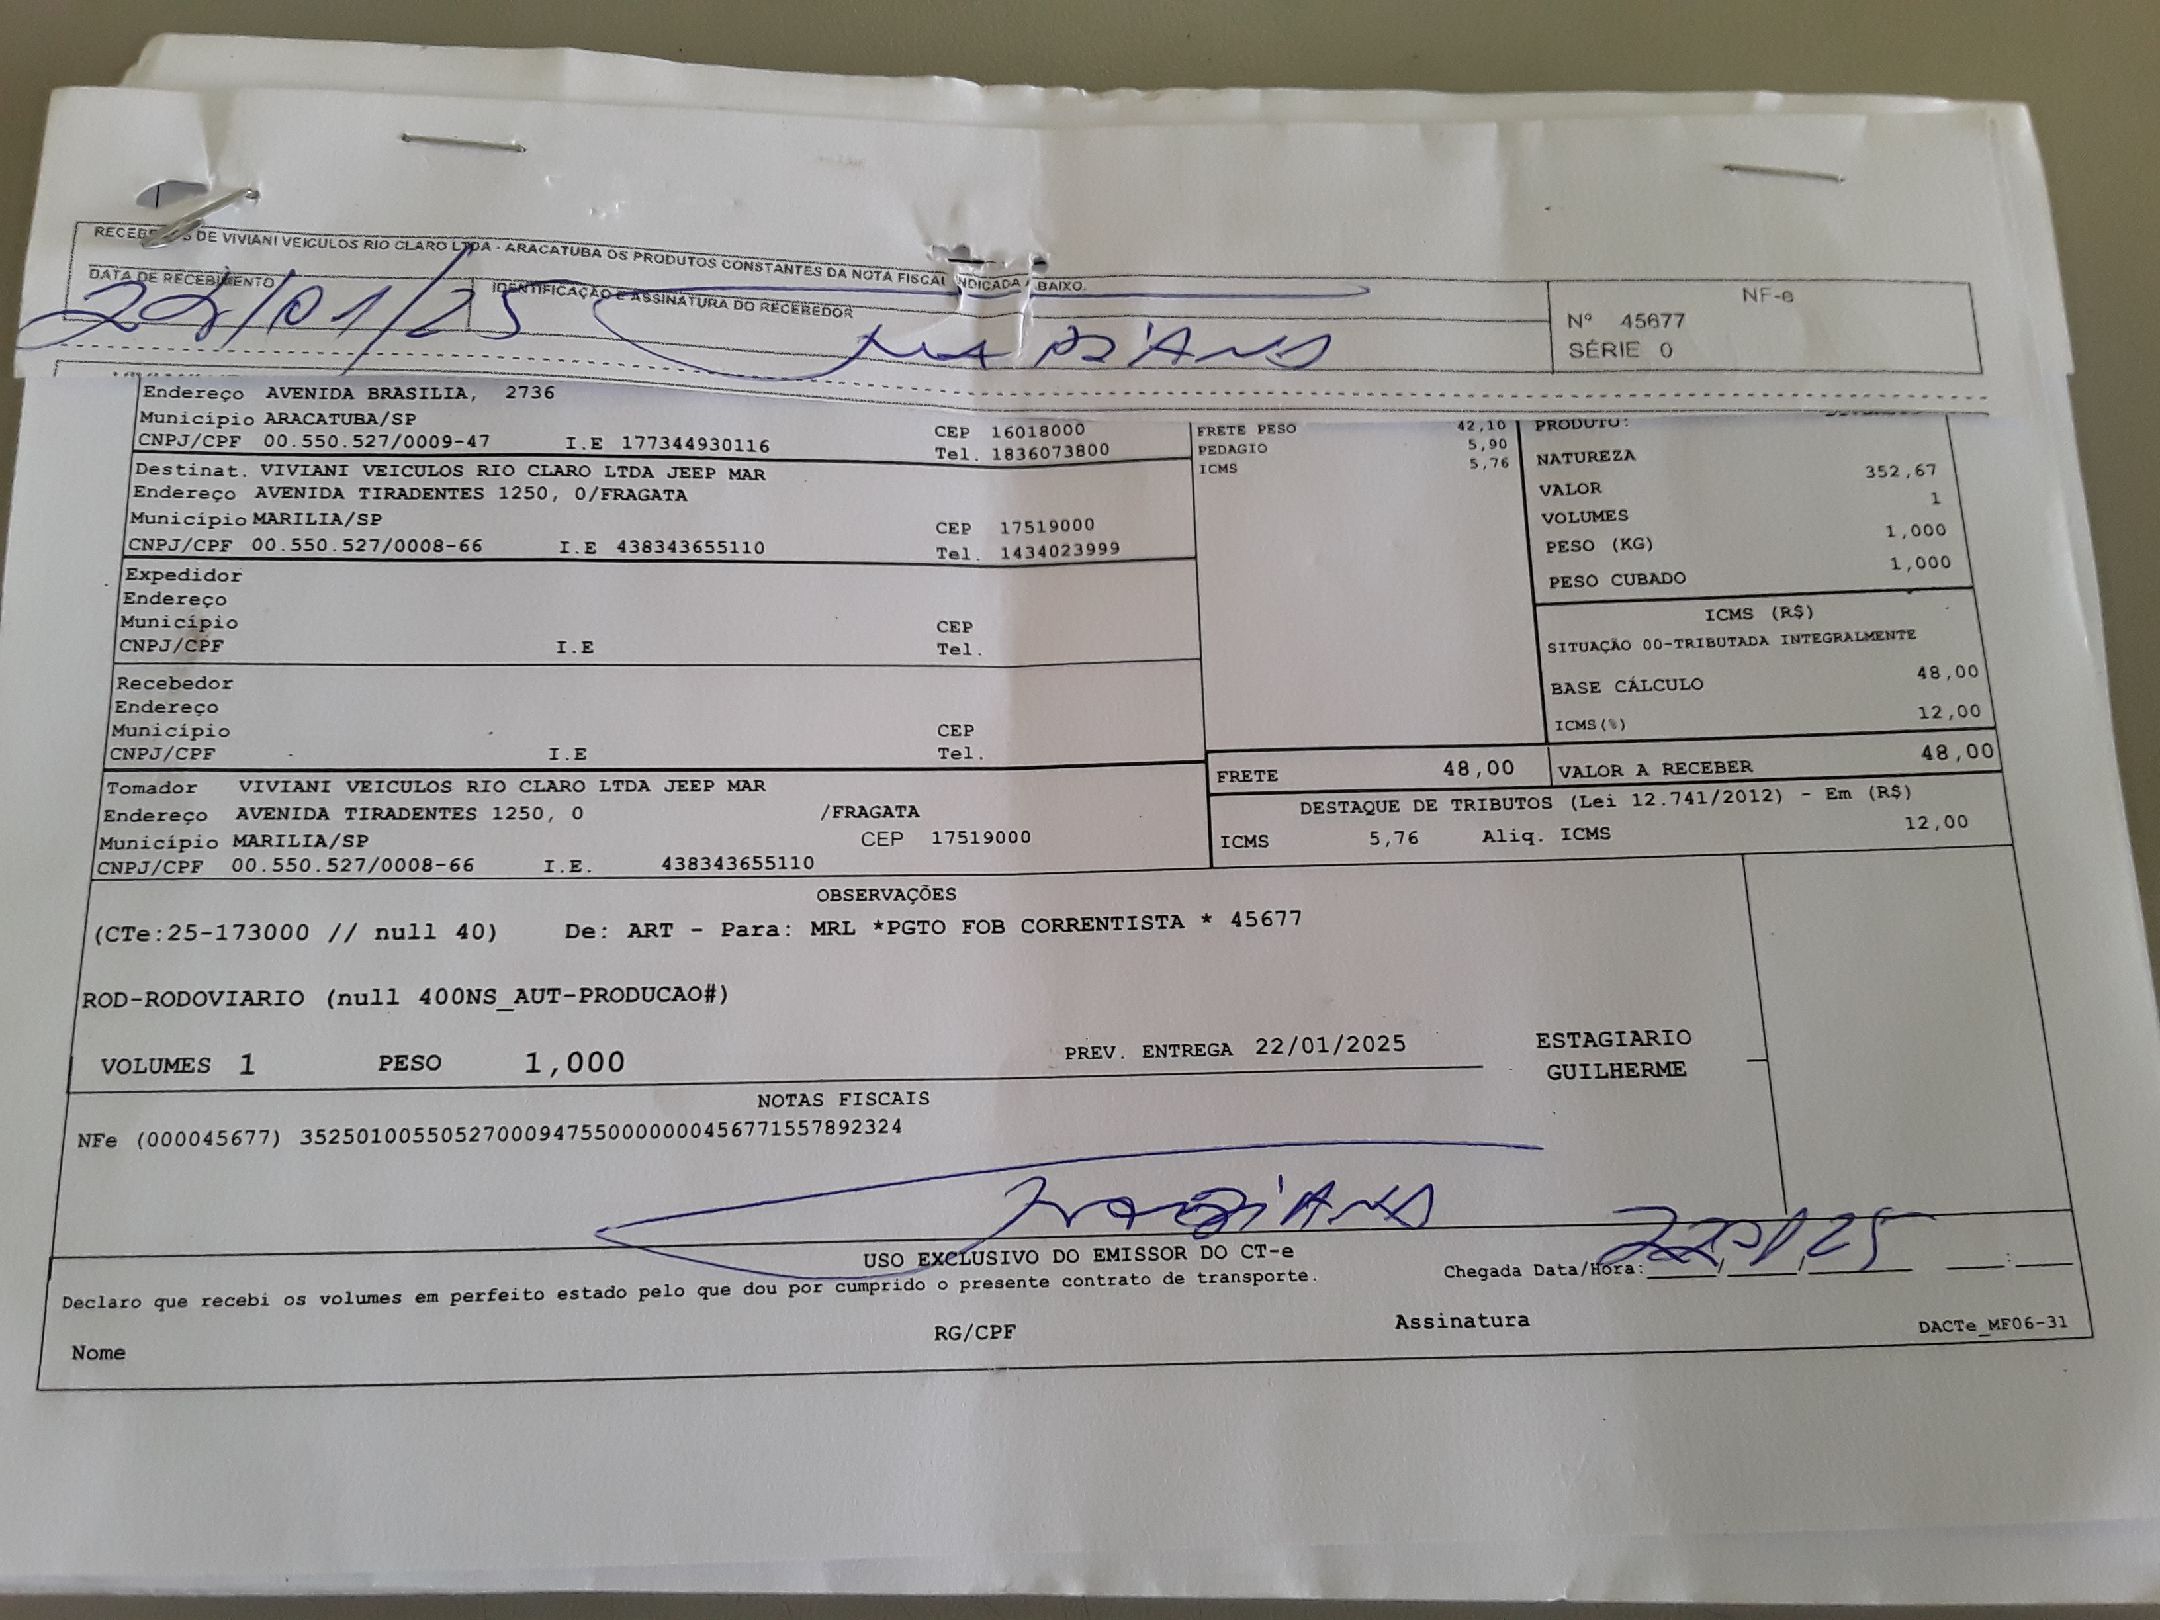 RECEBEMOS DE VIVIANI VEICULOS RIO CLARO LTDA - ARACATUBA OS PRODUTOS CONSTANTES DA NOTA FISCAL INDICADA ABAIXO.
DATA DE RECEBIMENTO IDENTIFICAÇÃO E ASSINATURA DO RECEBEDOR
22/01/25
NF-e
Nº 45677
SÉRIE 0
Endereço AVENIDA BRASILIA, 2736
Município ARACATUBA/SP CEP 16018000
CNPJ/CPF 00.550.527/0009-47 I.E 177344930116 Tel. 1836073800
Destinat. VIVIANI VEICULOS RIO CLARO LTDA JEEP MAR
Endereço AVENIDA TIRADENTES 1250, 0/FRAGATA
Município MARILIA/SP CEP 17519000
CNPJ/CPF 00.550.527/0008-66 I.E 438343655110 Tel. 1434023999
Expedidor
Endereço
Município CEP
CNPJ/CPF I.E Tel.
Recebedor
Endereço
Município CEP
CNPJ/CPF I.E Tel.
Tomador VIVIANI VEICULOS RIO CLARO LTDA JEEP MAR
Endereço AVENIDA TIRADENTES 1250, 0 /FRAGATA
Município MARILIA/SP CEP 17519000
CNPJ/CPF 00.550.527/0008-66 I.E. 438343655110
FRETE PESO 42,10
PEDAGIO 5,90
ICMS 5,76
PRODUTO:
NATUREZA
VALOR 352,67
VOLUMES 1
PESO (KG) 1,000
PESO CUBADO 1,000
ICMS (R$)
SITUAÇÃO 00-TRIBUTADA INTEGRALMENTE
BASE CÁLCULO 48,00
ICMS(%) 12,00
FRETE 48,00 VALOR A RECEBER 48,00
DESTAQUE DE TRIBUTOS (Lei 12.741/2012) - Em (R$)
ICMS 5,76 Aliq. ICMS 12,00
OBSERVAÇÕES
(CTe:25-173000 // null 40) De: ART - Para: MRL *PGTO FOB CORRENTISTA * 45677
ROD-RODOVIARIO (null 400NS_AUT-PRODUCAO#)
VOLUMES 1 PESO 1,000 PREV. ENTREGA 22/01/2025
ESTAGIARIO
GUILHERME
NOTAS FISCAIS
NFe (000045677) 35250100550527000947550000000456771557892324
USO EXCLUSIVO DO EMISSOR DO CT-e
Declaro que recebi os volumes em perfeito estado pelo que dou por cumprido o presente contrato de transporte.
Chegada Data/Hora: 22/01/25
Nome RG/CPF Assinatura DACTe_MF06-31